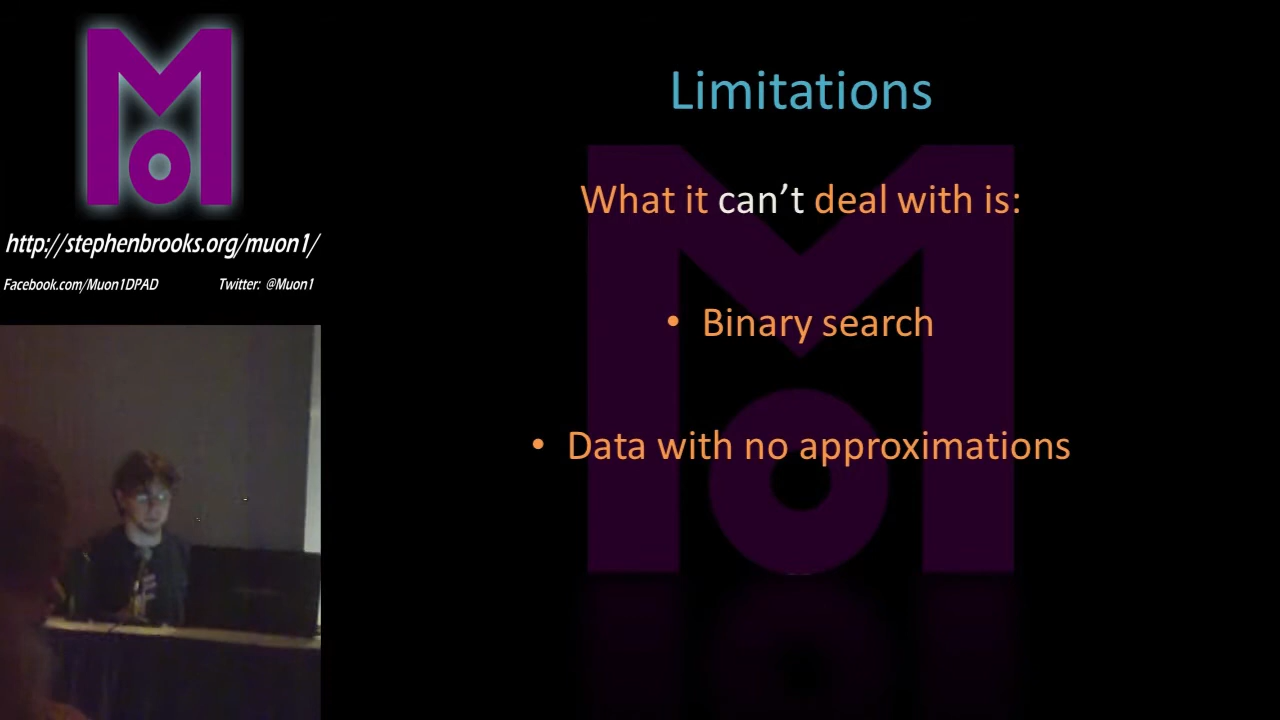 Mo
http://stephenbrooks.org/muon1/
Facebook.com/Muon1DPAD Twitter: @Muon1
Limitations
What it can’t deal with is:
• Binary search
• Data with no approximations